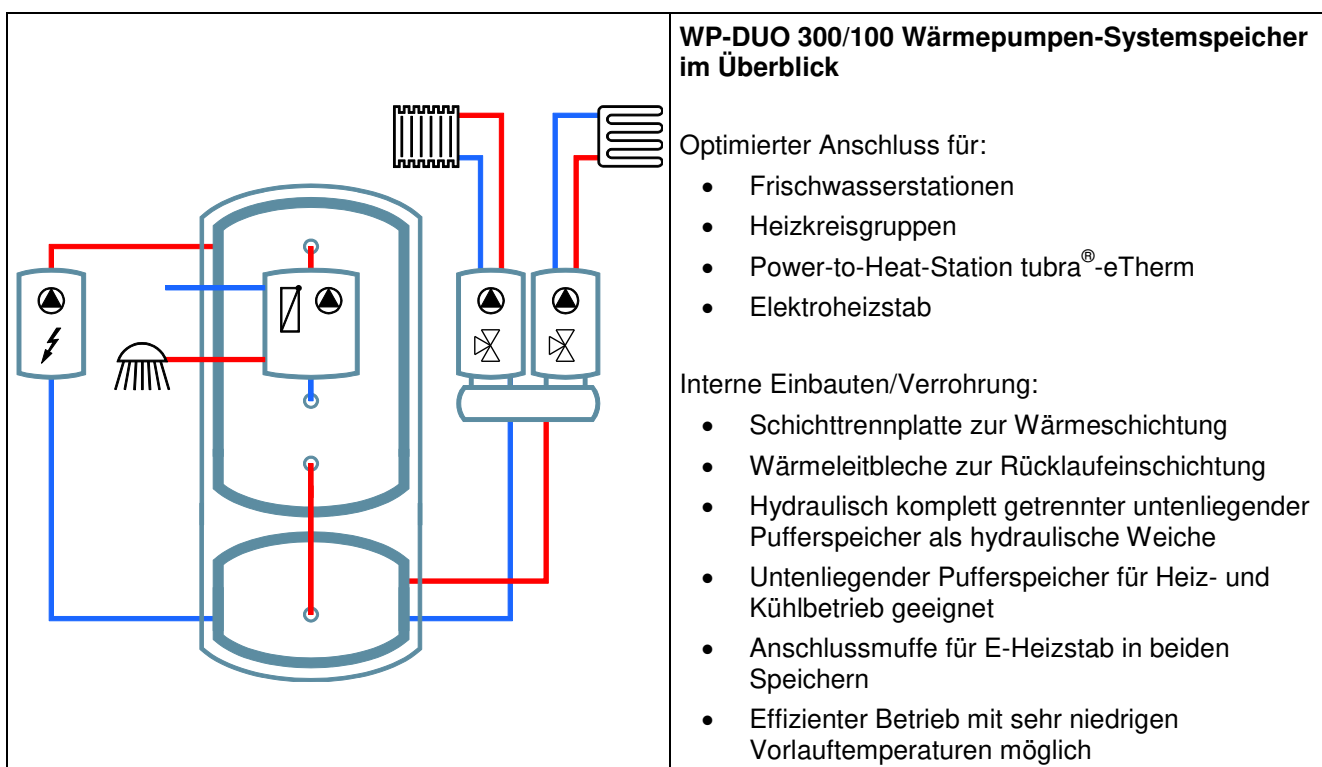 WP-DUO 300/100 Wärmepumpen-Systemspeicher
im Überblick
Optimierter Anschluss für:
• Frischwasserstationen
• Heizkreisgruppen
• Power-to-Heat-Station tubra®-eTherm
• Elektroheizstab
Interne Einbauten/Verrohrung:
• Schichttrennplatte zur Wärmeschichtung
• Wärmeleitbleche zur Rücklaufeinschichtung
• Hydraulisch komplett getrennter untenliegender
Pufferspeicher als hydraulische Weiche
• Untenliegender Pufferspeicher für Heiz- und
Kühlbetrieb geeignet
• Anschlussmuffe für E-Heizstab in beiden
Speichern
• Effizienter Betrieb mit sehr niedrigen
Vorlauftemperaturen möglich